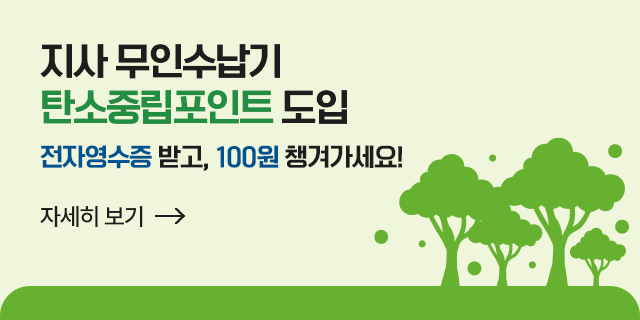 지사 무인수납기
탄소중립포인트 도입
전자영수증 받고, 100원 챙겨가세요!
자세히 보기 →